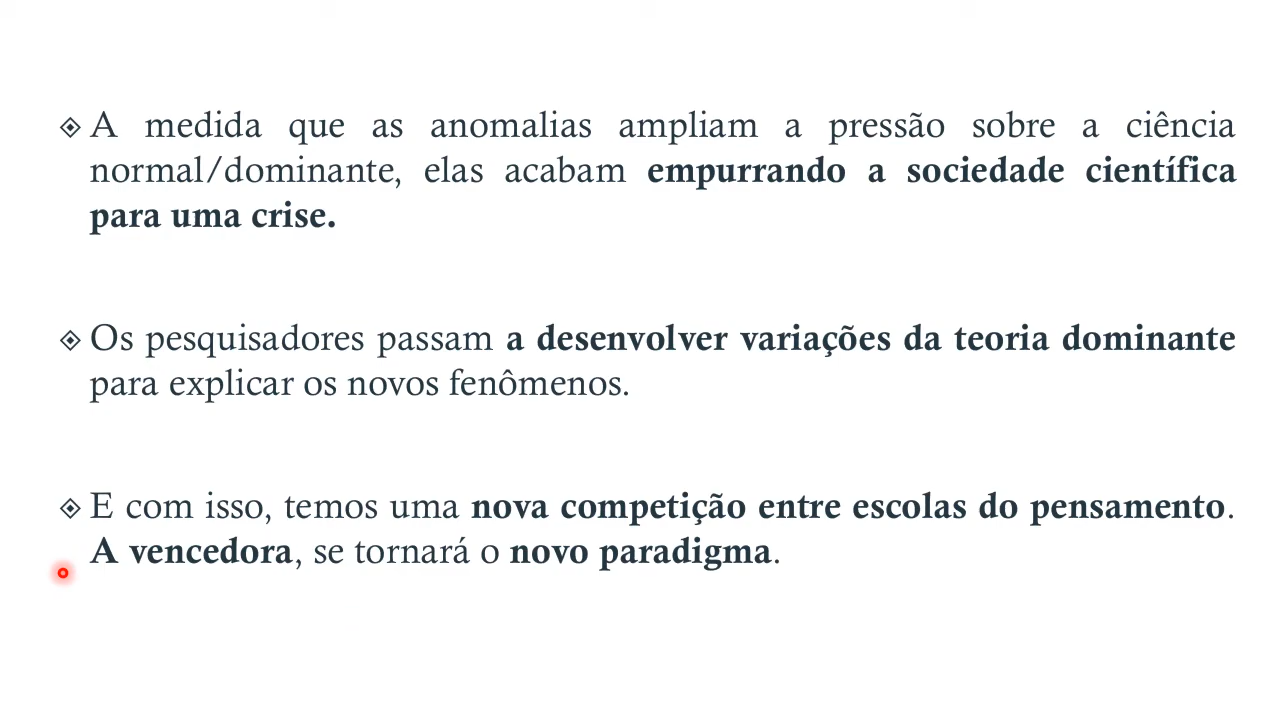 A medida que as anomalias ampliam a pressão sobre a ciência
normal/dominante, elas acabam empurrando a sociedade científica
para uma crise.
Os pesquisadores passam a desenvolver variações da teoria dominante
para explicar os novos fenômenos.
E com isso, temos uma nova competição entre escolas do pensamento.
A vencedora, se tornará o novo paradigma.